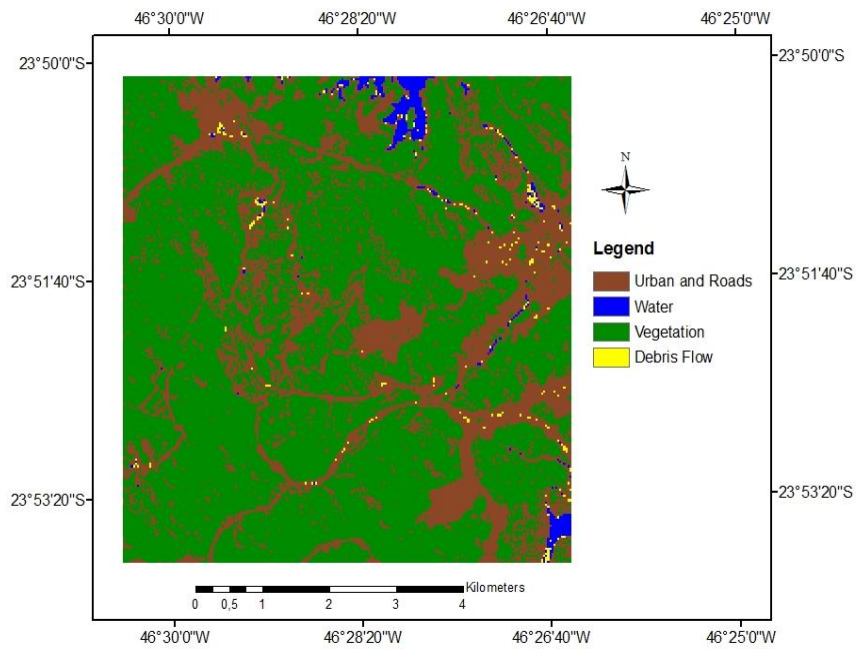 46°30'0"W 46°28'20"W 46°26'40"W 46°25'0"W
23°50'0"S 23°50'0"S
N
Legend
23°51'40"S 23°51'40"S
Urban and Roads
Water
Vegetation
Debris Flow
23°53'20"S 23°53'20"S
Kilometers
0 0,5 1 2 3 4
46°30'0"W 46°28'20"W 46°26'40"W 46°25'0"W